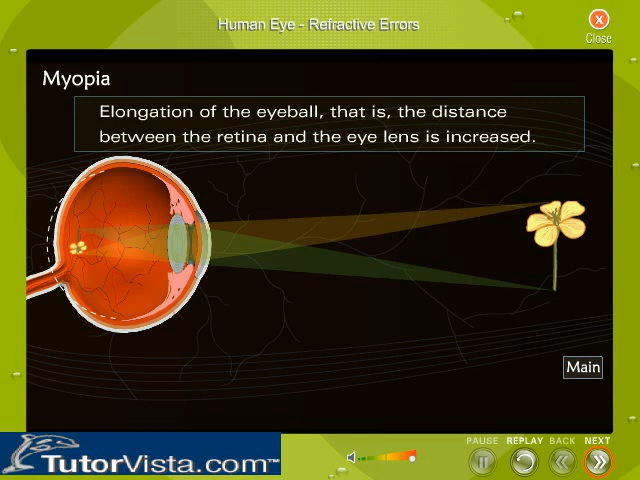 Human Eye - Refractive Errors
Close
Myopia
Elongation of the eyeball, that is, the distance
between the retina and the eye lens is increased.
Main
PAUSE REPLAY BACK NEXT
TutorVista.com™